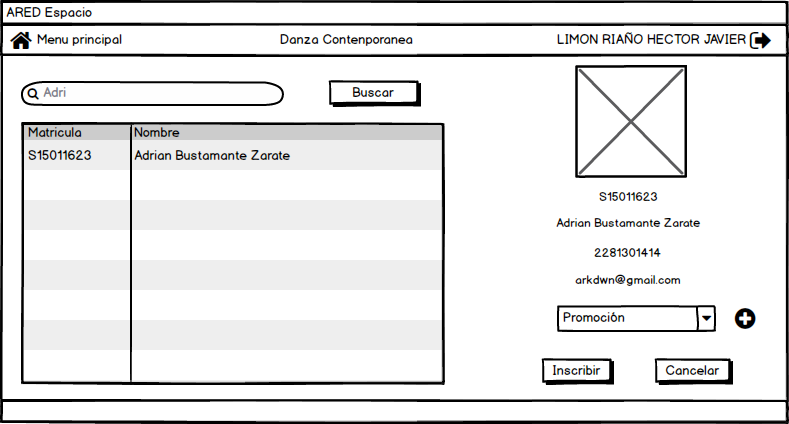 ARED Espacio
Menu principal
Danza Contenporanea
LIMON RIAÑO HECTOR JAVIER
Adri
Buscar
Matricula Nombre
S15011623 Adrian Bustamante Zarate
S15011623
Adrian Bustamante Zarate
2281301414
arkdwn@gmail.com
Promoción
Inscribir
Cancelar